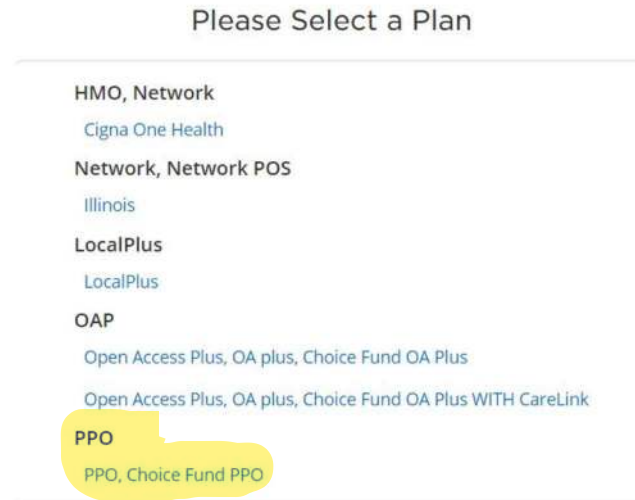 Please Select a Plan
HMO, Network
Cigna One Health
Network, Network POS
Illinois
LocalPlus
LocalPlus
OAP
Open Access Plus, OA plus, Choice Fund OA Plus
Open Access Plus, OA plus, Choice Fund OA Plus WITH CareLink
PPO
PPO, Choice Fund PPO